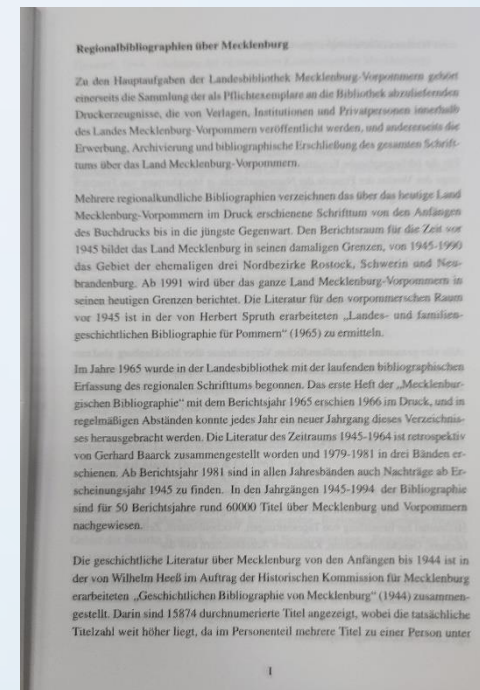 Regionalbibliographien über Mecklenburg
Zu den Hauptaufgaben der Landesbibliothek Mecklenburg-Vorpommern gehört
einerseits die Sammlung der als Pflichtexemplare an die Bibliothek abzuliefernden
Druckerzeugnisse, die von Verlagen, Institutionen und Privatpersonen innerhalb
des Landes Mecklenburg-Vorpommern veröffentlicht werden, und andererseits die
Erwerbung, Archivierung und bibliographische Erschließung des gesamten Schrift-
tums über das Land Mecklenburg-Vorpommern.
Mehrere regionalkundliche Bibliographien verzeichnen das über das heutige Land
Mecklenburg-Vorpommern im Druck erschienene Schrifttum von den Anfängen
des Buchdrucks bis in die jüngste Gegenwart. Den Berichtsraum für die Zeit vor
1945 bildet das Land Mecklenburg in seinen damaligen Grenzen, von 1945-1990
das Gebiet der ehemaligen drei Nordbezirke Rostock, Schwerin und Neu-
brandenburg. Ab 1991 wird über das ganze Land Mecklenburg-Vorpommern in
seinen heutigen Grenzen berichtet. Die Literatur für den vorpommerschen Raum
vor 1945 ist in der von Herbert Spruth erarbeiteten „Landes- und familien-
geschichtlichen Bibliographie für Pommern“ (1965) zu ermitteln.
Im Jahre 1965 wurde in der Landesbibliothek mit der laufenden bibliographischen
Erfassung des regionalen Schrifttums begonnen. Das erste Heft der „Mecklenbur-
gischen Bibliographie“ mit dem Berichtsjahr 1965 erschien 1966 im Druck, und in
regelmäßigen Abständen konnte jedes Jahr ein neuer Jahrgang dieses Verzeichnis-
ses herausgebracht werden. Die Literatur des Zeitraums 1945-1964 ist retrospektiv
von Gerhard Baarck zusammengestellt worden und 1979-1981 in drei Bänden er-
schienen. Ab Berichtsjahr 1981 sind in allen Jahresbänden auch Nachträge ab Er-
scheinungsjahr 1945 zu finden. In den Jahrgängen 1945-1994 der Bibliographie
sind für 50 Berichtsjahre rund 60000 Titel über Mecklenburg und Vorpommern
nachgewiesen.
Die geschichtliche Literatur über Mecklenburg von den Anfängen bis 1944 ist in
der von Wilhelm Heeß im Auftrag der Historischen Kommission für Mecklenburg
erarbeiteten „Geschichtlichen Bibliographie von Mecklenburg“ (1944) zusammen-
gestellt. Darin sind 15874 durchnumerierte Titel angezeigt, wobei die tatsächliche
Titelzahl weit höher liegt, da im Personenteil mehrere Titel zu einer Person unter
1